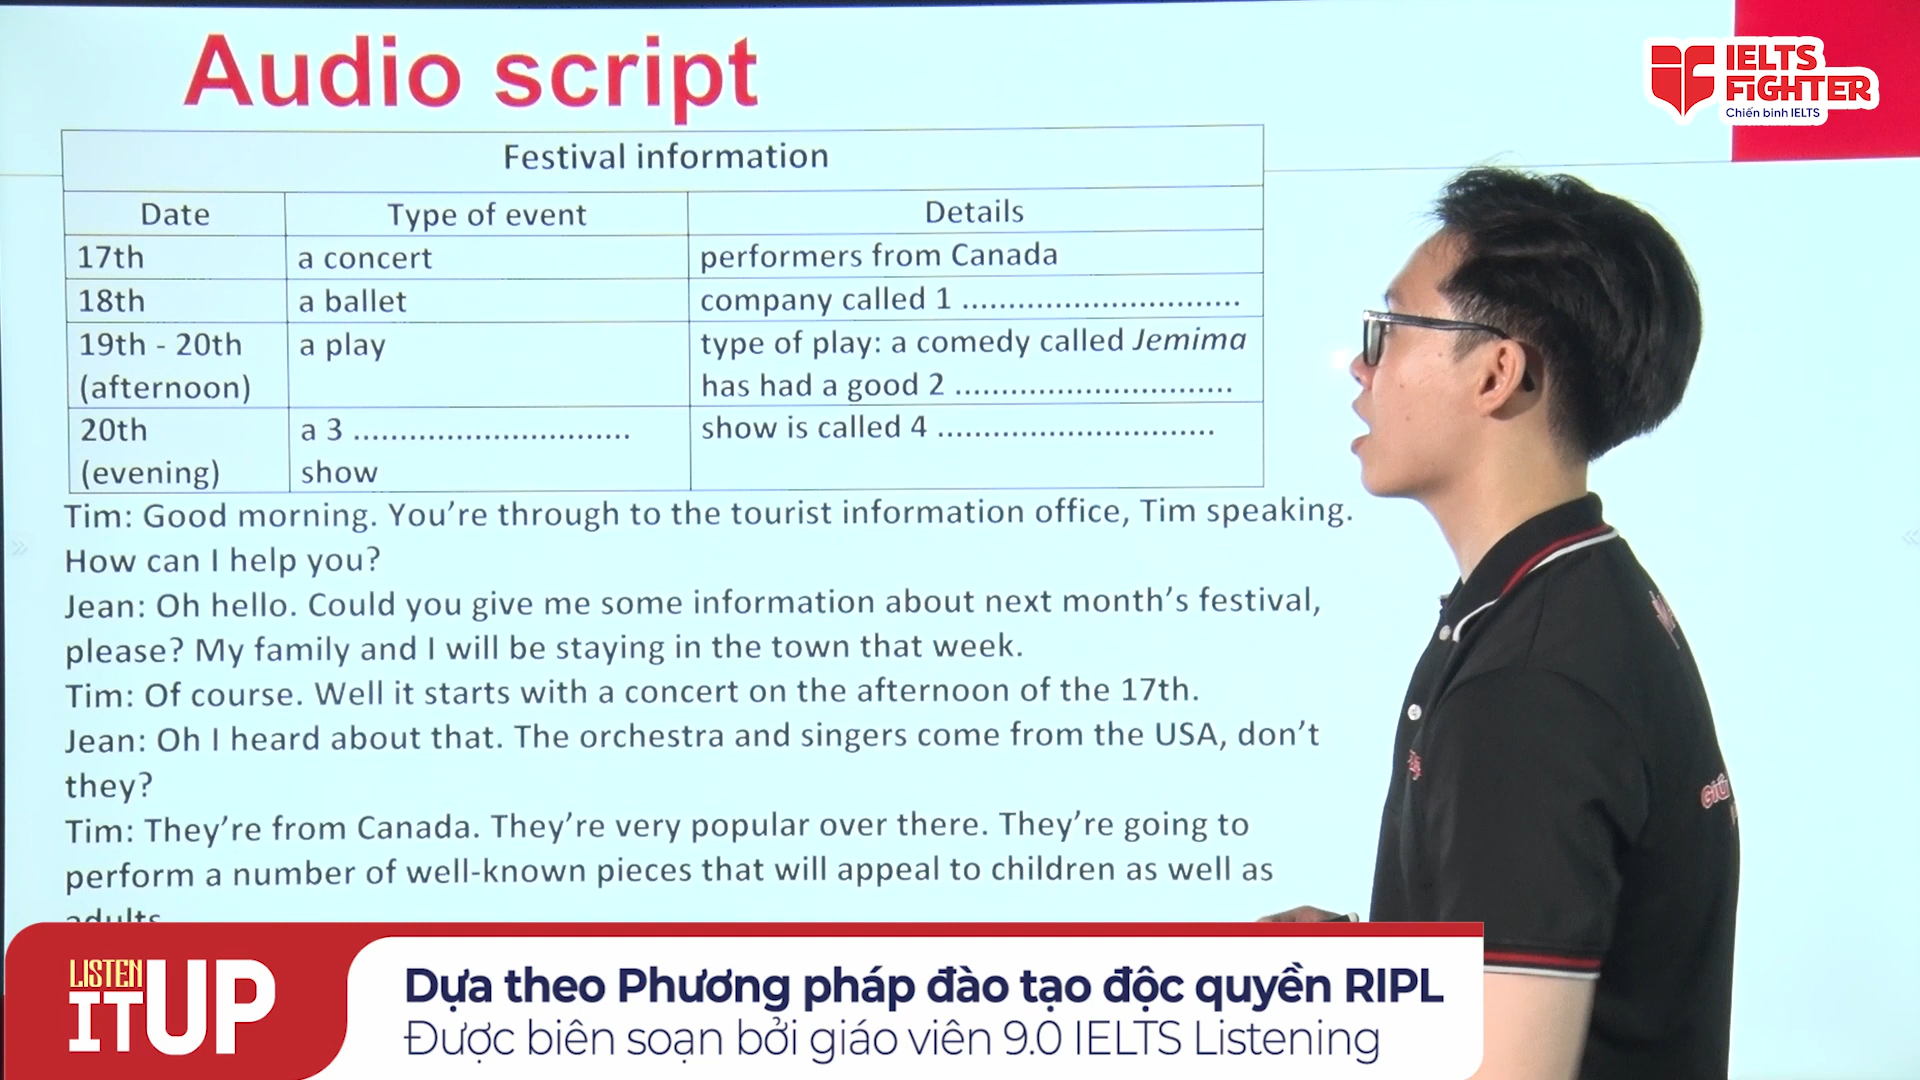 Audio script
IELTS
FIGHTER
Chiến binh IELTS
Festival information
Date Type of event Details
17th a concert performers from Canada
18th a ballet company called 1 ..............................
19th - 20th a play type of play: a comedy called Jemima
(afternoon) has had a good 2 ..............................
20th a 3 .............................. show is called 4 ..............................
(evening) show
Tim: Good morning. You're through to the tourist information office, Tim speaking.
How can I help you?
Jean: Oh hello. Could you give me some information about next month's festival,
please? My family and I will be staying in the town that week.
Tim: Of course. Well it starts with a concert on the afternoon of the 17th.
Jean: Oh I heard about that. The orchestra and singers come from the USA, don't
they?
Tim: They're from Canada. They're very popular over there. They're going to
perform a number of well-known pieces that will appeal to children as well as
adults
GIỮ
LISTEN
IT UP
Dựa theo Phương pháp đào tạo độc quyền RIPL
Được biên soạn bởi giáo viên 9.0 IELTS Listening